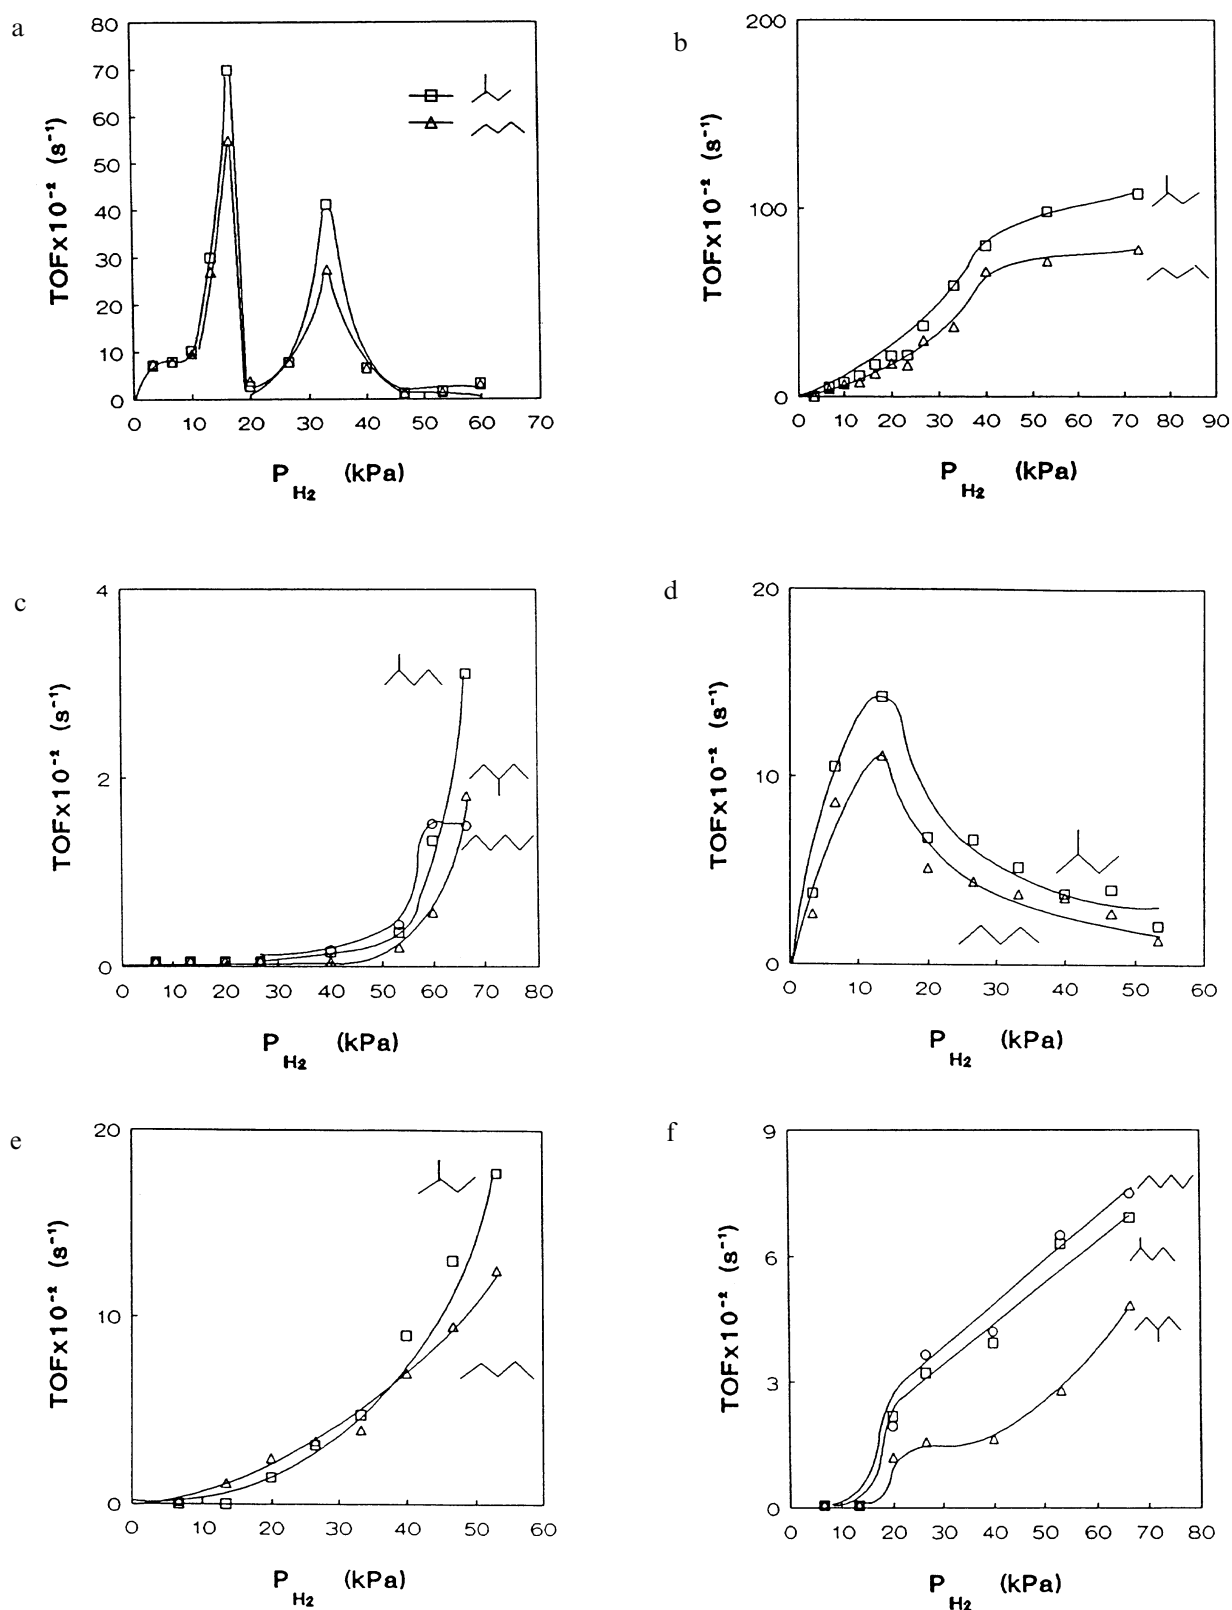 a
80
70
60
50
40
30
20
10
0
TOFx10⁻² (s⁻¹)
0 10 20 30 40 50 60 70
P H₂ (kPa)
b
200
100
0
TOFx10⁻² (s⁻¹)
0 10 20 30 40 50 60 70 80 90
P H₂ (kPa)
c
4
2
0
TOFx10⁻² (s⁻¹)
0 10 20 30 40 50 60 70 80
P H₂ (kPa)
d
20
10
0
TOFx10⁻² (s⁻¹)
0 10 20 30 40 50 60
P H₂ (kPa)
e
20
10
0
TOFx10⁻² (s⁻¹)
0 10 20 30 40 50 60
P H₂ (kPa)
f
9
6
3
0
TOFx10⁻² (s⁻¹)
0 10 20 30 40 50 60 70 80
P H₂ (kPa)